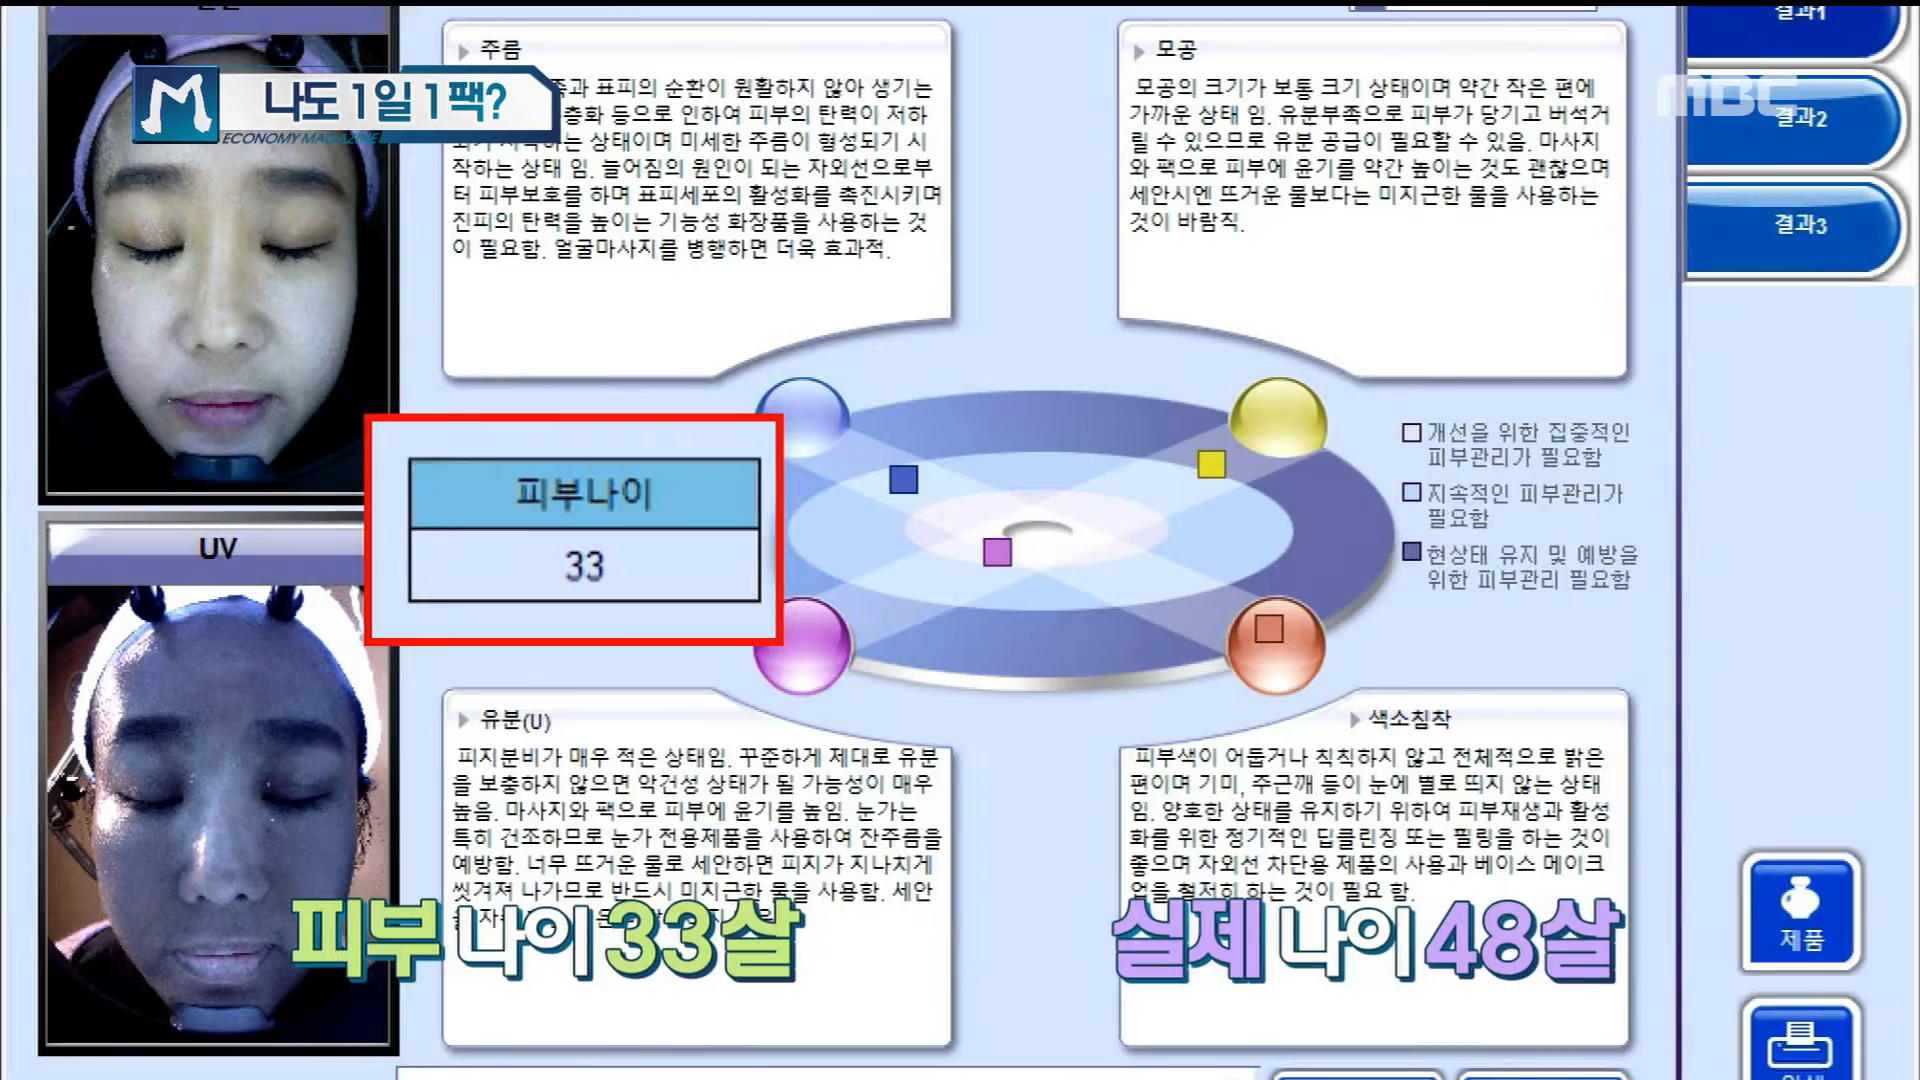 나도 1일 1팩?
ECONOMY MAGAZINE
MBC
UV
주름
표피의 순환이 원활하지 않아 생기는
등으로 인하여 피부의 탄력이 저하
상태이며 미세한 주름이 형성되기 시
작하는 상태 임. 늘어짐의 원인이 되는 자외선으로부
터 피부보호를 하며 표피세포의 활성화를 촉진시키며
진피의 탄력을 높이는 기능성 화장품을 사용하는 것
이 필요함. 얼굴마사지를 병행하면 더욱 효과적.
모공
모공의 크기가 보통 크기 상태이며 약간 작은 편에
가까운 상태 임. 유분부족으로 피부가 당기고 버석거
릴 수 있으므로 유분 공급이 필요할 수 있음. 마사지
와 팩으로 피부에 윤기를 약간 높이는 것도 괜찮으며
세안시엔 뜨거운 물보다는 미지근한 물을 사용하는
것이 바람직.
결과1
결과2
결과3
피부나이
33
개선을 위한 집중적인
피부관리가 필요함
지속적인 피부관리가
필요함
현상태 유지 및 예방을
위한 피부관리 필요함
유분(U)
피지분비가 매우 적은 상태임. 꾸준하게 제대로 유분
을 보충하지 않으면 악건성 상태가 될 가능성이 매우
높음. 마사지와 팩으로 피부에 윤기를 높임. 눈가는
특히 건조하므로 눈가 전용제품을 사용하여 잔주름을
예방함. 너무 뜨거운 물로 세안하면 피지가 지나치게
씻겨져 나가므로 반드시 미지근한 물을 사용함. 세안
색소침착
피부색이 어둡거나 칙칙하지 않고 전체적으로 밝은
편이며 기미, 주근깨 등이 눈에 별로 띄지 않는 상태
임. 양호한 상태를 유지하기 위하여 피부재생과 활성
화를 위한 정기적인 딥클린징 또는 필링을 하는 것이
좋으며 자외선 차단용 제품의 사용과 베이스 메이크
업을 철저히 하는 것이 필요 함.
피부 나이 33살
실제 나이 48살
제품